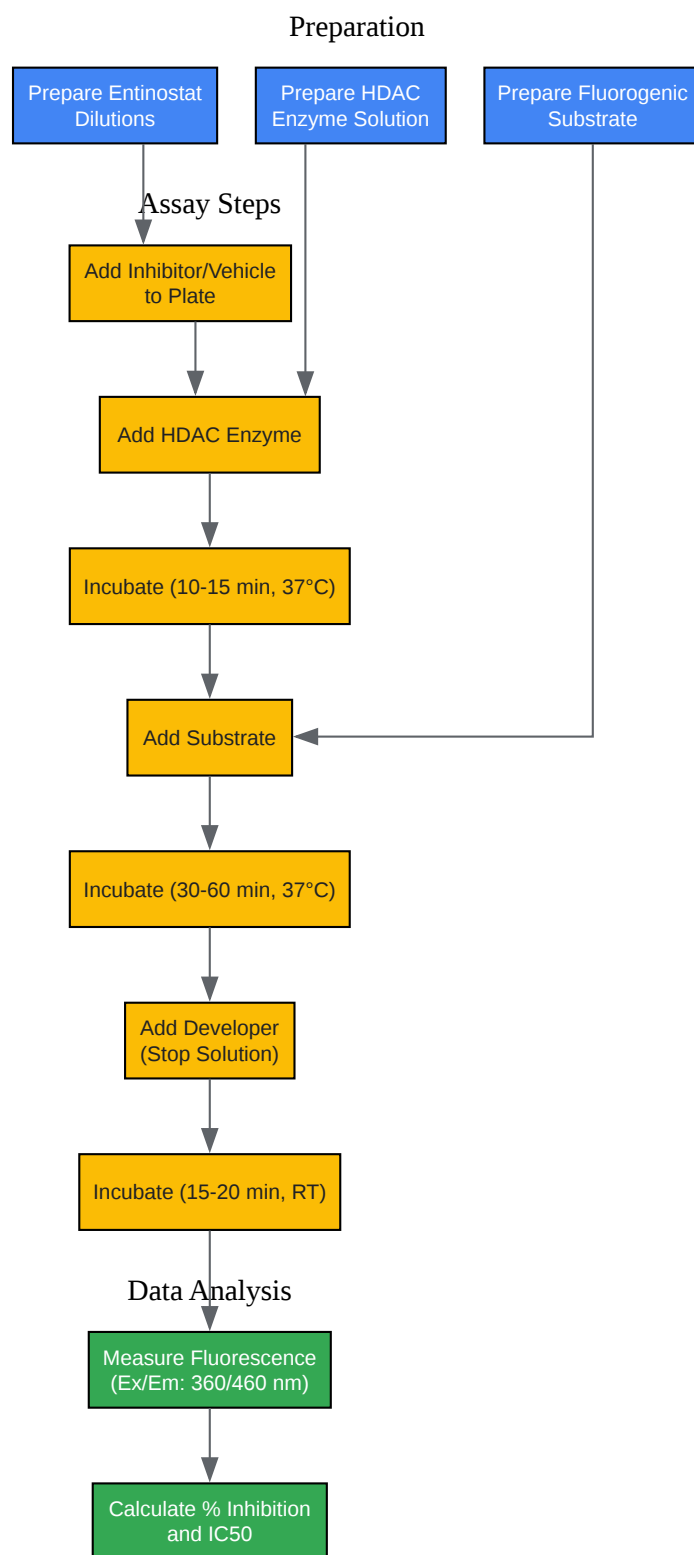 Preparation
Prepare Entinostat
Dilutions
Prepare HDAC
Enzyme Solution
Prepare Fluorogenic
Substrate
Assay Steps
Add Inhibitor/Vehicle
to Plate
Add HDAC Enzyme
Incubate (10-15 min, 37°C)
Add Substrate
Incubate (30-60 min, 37°C)
Add Developer
(Stop Solution)
Incubate (15-20 min, RT)
Data Analysis
Measure Fluorescence
(Ex/Em: 360/460 nm)
Calculate % Inhibition
and IC50